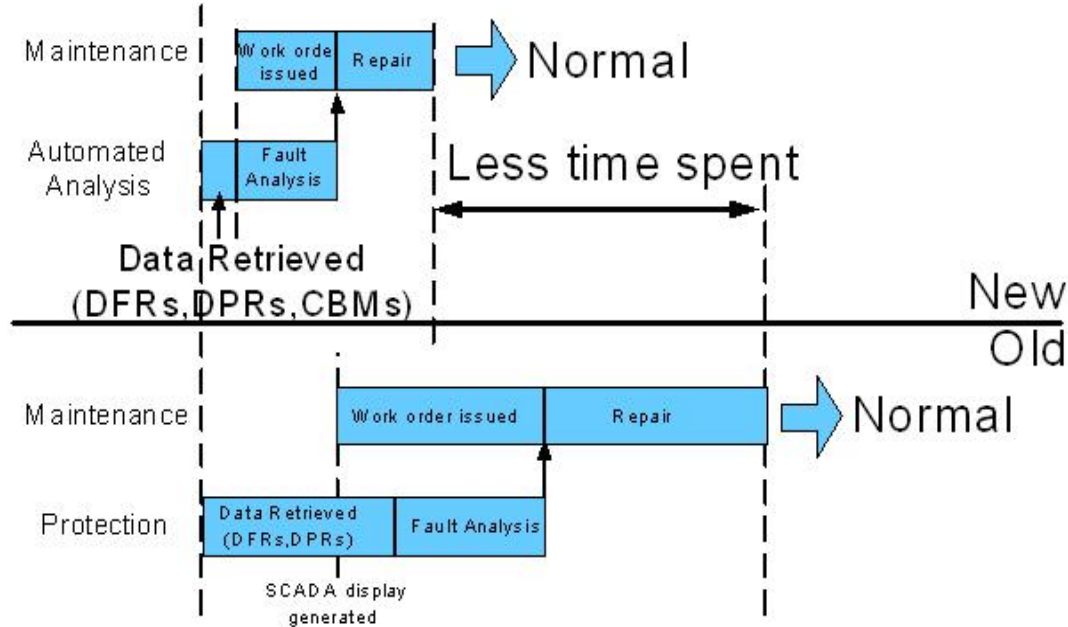 Maintenance
Work orde
issued
Repair
Normal
Automated
Analysis
Fault
Analysis
Less time spent
Data Retrieved
(DFRs,DPRs,CBMs)
New
Old
Maintenance
Work order issued
Repair
Normal
Protection
Data Retrieved
(DFRs,DPRs)
Fault Analysis
SCADA display
generated